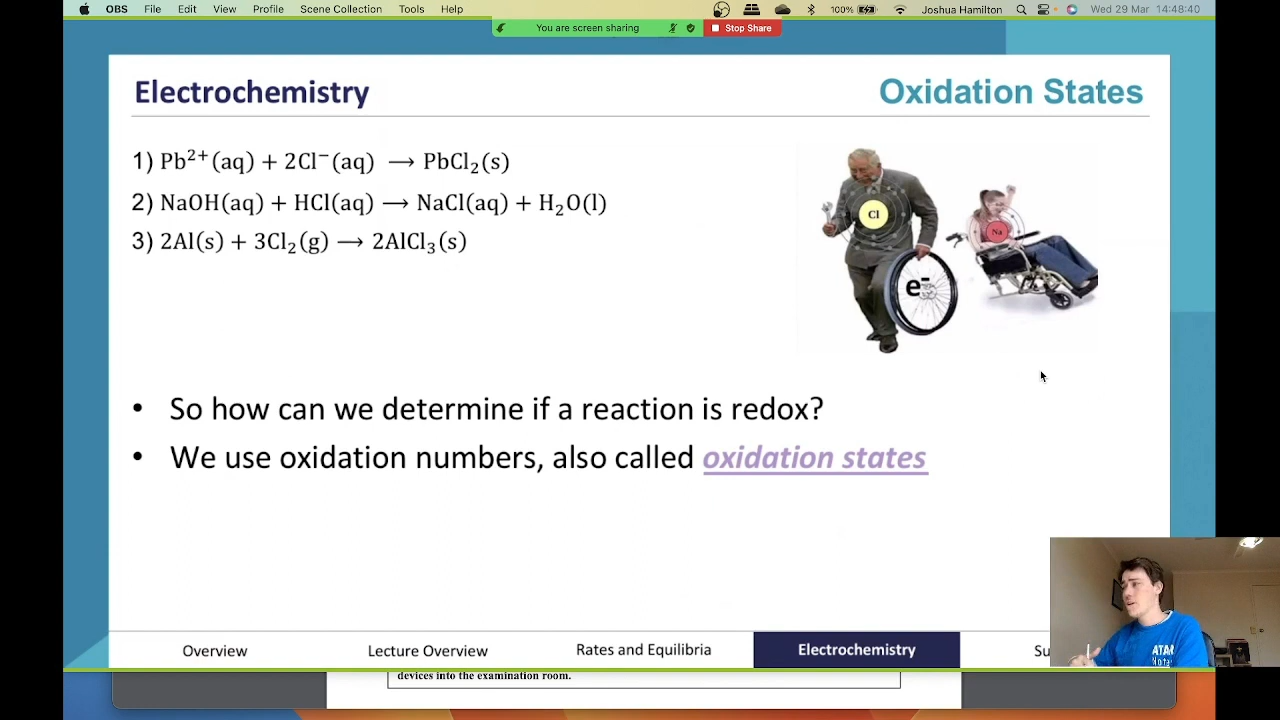 OBS File Edit View Profile Scene Collection Tools Help 100% Joshua Hamilton Wed 29 Mar 14:48:40
You are screen sharing Stop Share
Electrochemistry
Oxidation States
1) Pb²⁺(aq) + 2Cl⁻(aq) ⟶ PbCl₂(s)
2) NaOH(aq) + HCl(aq) ⟶ NaCl(aq) + H₂O(l)
3) 2Al(s) + 3Cl₂(g) ⟶ 2AlCl₃(s)
Cl
Na
e⁻
• So how can we determine if a reaction is redox?
• We use oxidation numbers, also called oxidation states
ATAR
Notes
Overview Lecture Overview Rates and Equilibria Electrochemistry Su
devices into the examination room.